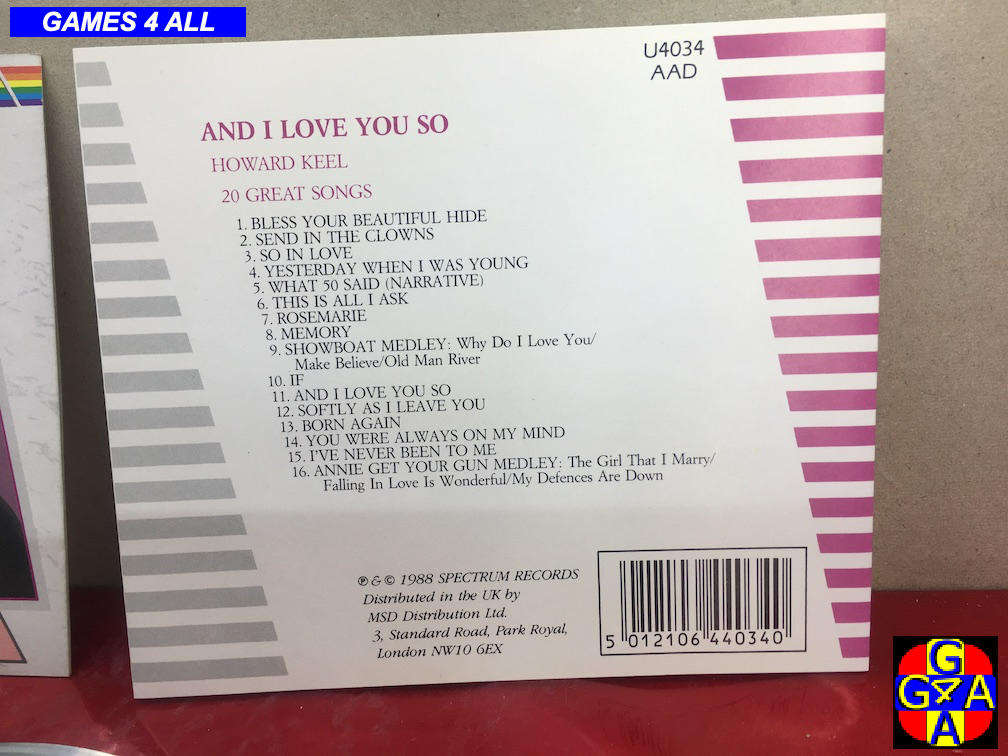 GAMES 4 ALL
U4034
AAD
AND I LOVE YOU SO
HOWARD KEEL
20 GREAT SONGS
1. BLESS YOUR BEAUTIFUL HIDE
2. SEND IN THE CLOWNS
3. SO IN LOVE
4. YESTERDAY WHEN I WAS YOUNG
5. WHAT 50 SAID (NARRATIVE)
6. THIS IS ALL I ASK
7. ROSEMARIE
8. MEMORY
9. SHOWBOAT MEDLEY: Why Do I Love You/
Make Believe/Old Man River
10. IF
11. AND I LOVE YOU SO
12. SOFTLY AS I LEAVE YOU
13. BORN AGAIN
14. YOU WERE ALWAYS ON MY MIND
15. I'VE NEVER BEEN TO ME
16. ANNIE GET YOUR GUN MEDLEY: The Girl That I Marry/
Falling In Love Is Wonderful/My Defences Are Down
℗ & © 1988 SPECTRUM RECORDS
Distributed in the UK by
MSD Distribution Ltd.
3, Standard Road, Park Royal,
London NW10 6EX
5 012106 440340
G
G4A
A